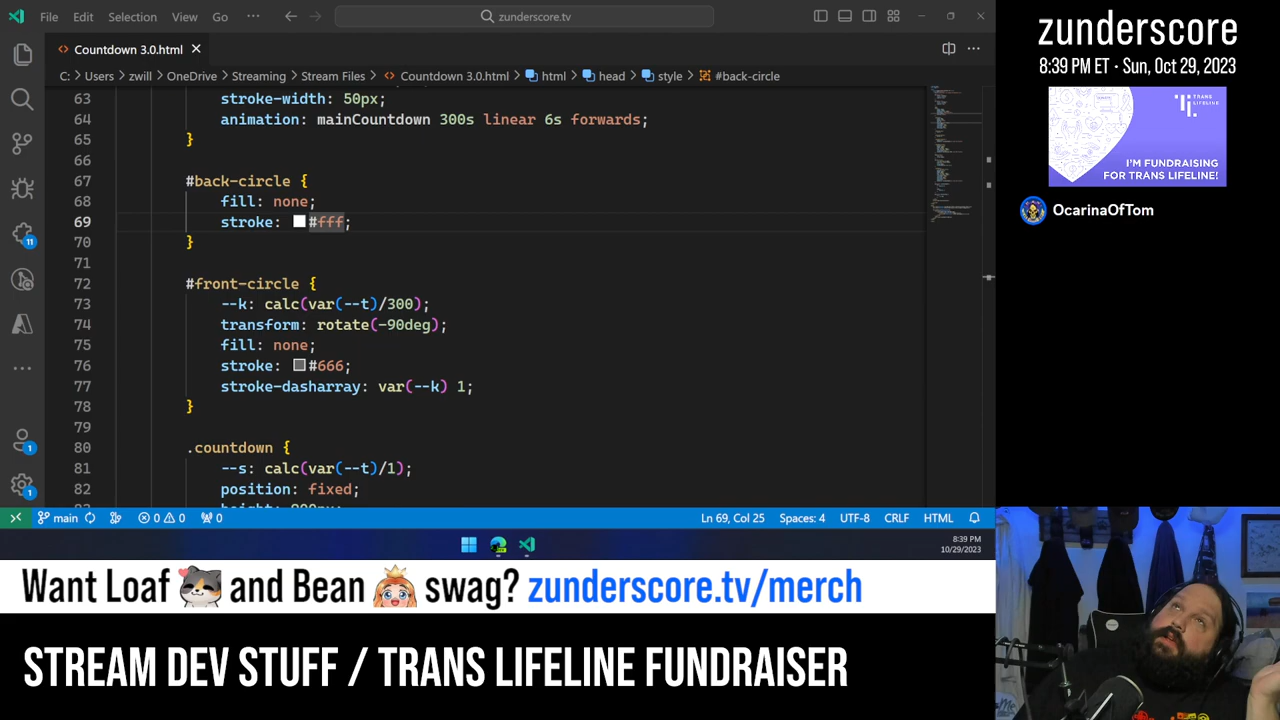 File Edit Selection View Go ··· zunderscore.tv
Countdown 3.0.html
C: > Users > zwill > OneDrive > Streaming > Stream Files > Countdown 3.0.html > html > head > style > #back-circle
63 stroke-width: 50px;
64 animation: mainCountdown 300s linear 6s forwards;
65 }
66
67 #back-circle {
68 fill: none;
69 stroke: #fff;
70 }
71
72 #front-circle {
73 --k: calc(var(--t)/300);
74 transform: rotate(-90deg);
75 fill: none;
76 stroke: #666;
77 stroke-dasharray: var(--k) 1;
78 }
79
80 .countdown {
81 --s: calc(var(--t)/1);
82 position: fixed;
11
1
1
main 0 0 0 Ln 69, Col 25 Spaces: 4 UTF-8 CRLF HTML
8:39 PM
10/29/2023
zunderscore
8:39 PM ET · Sun, Oct 29, 2023
TRANS
LIFELINE
I'M FUNDRAISING
FOR TRANS LIFELINE!
OcarinaOfTom
Want Loaf and Bean swag? zunderscore.tv/merch
STREAM DEV STUFF / TRANS LIFELINE FUNDRAISER